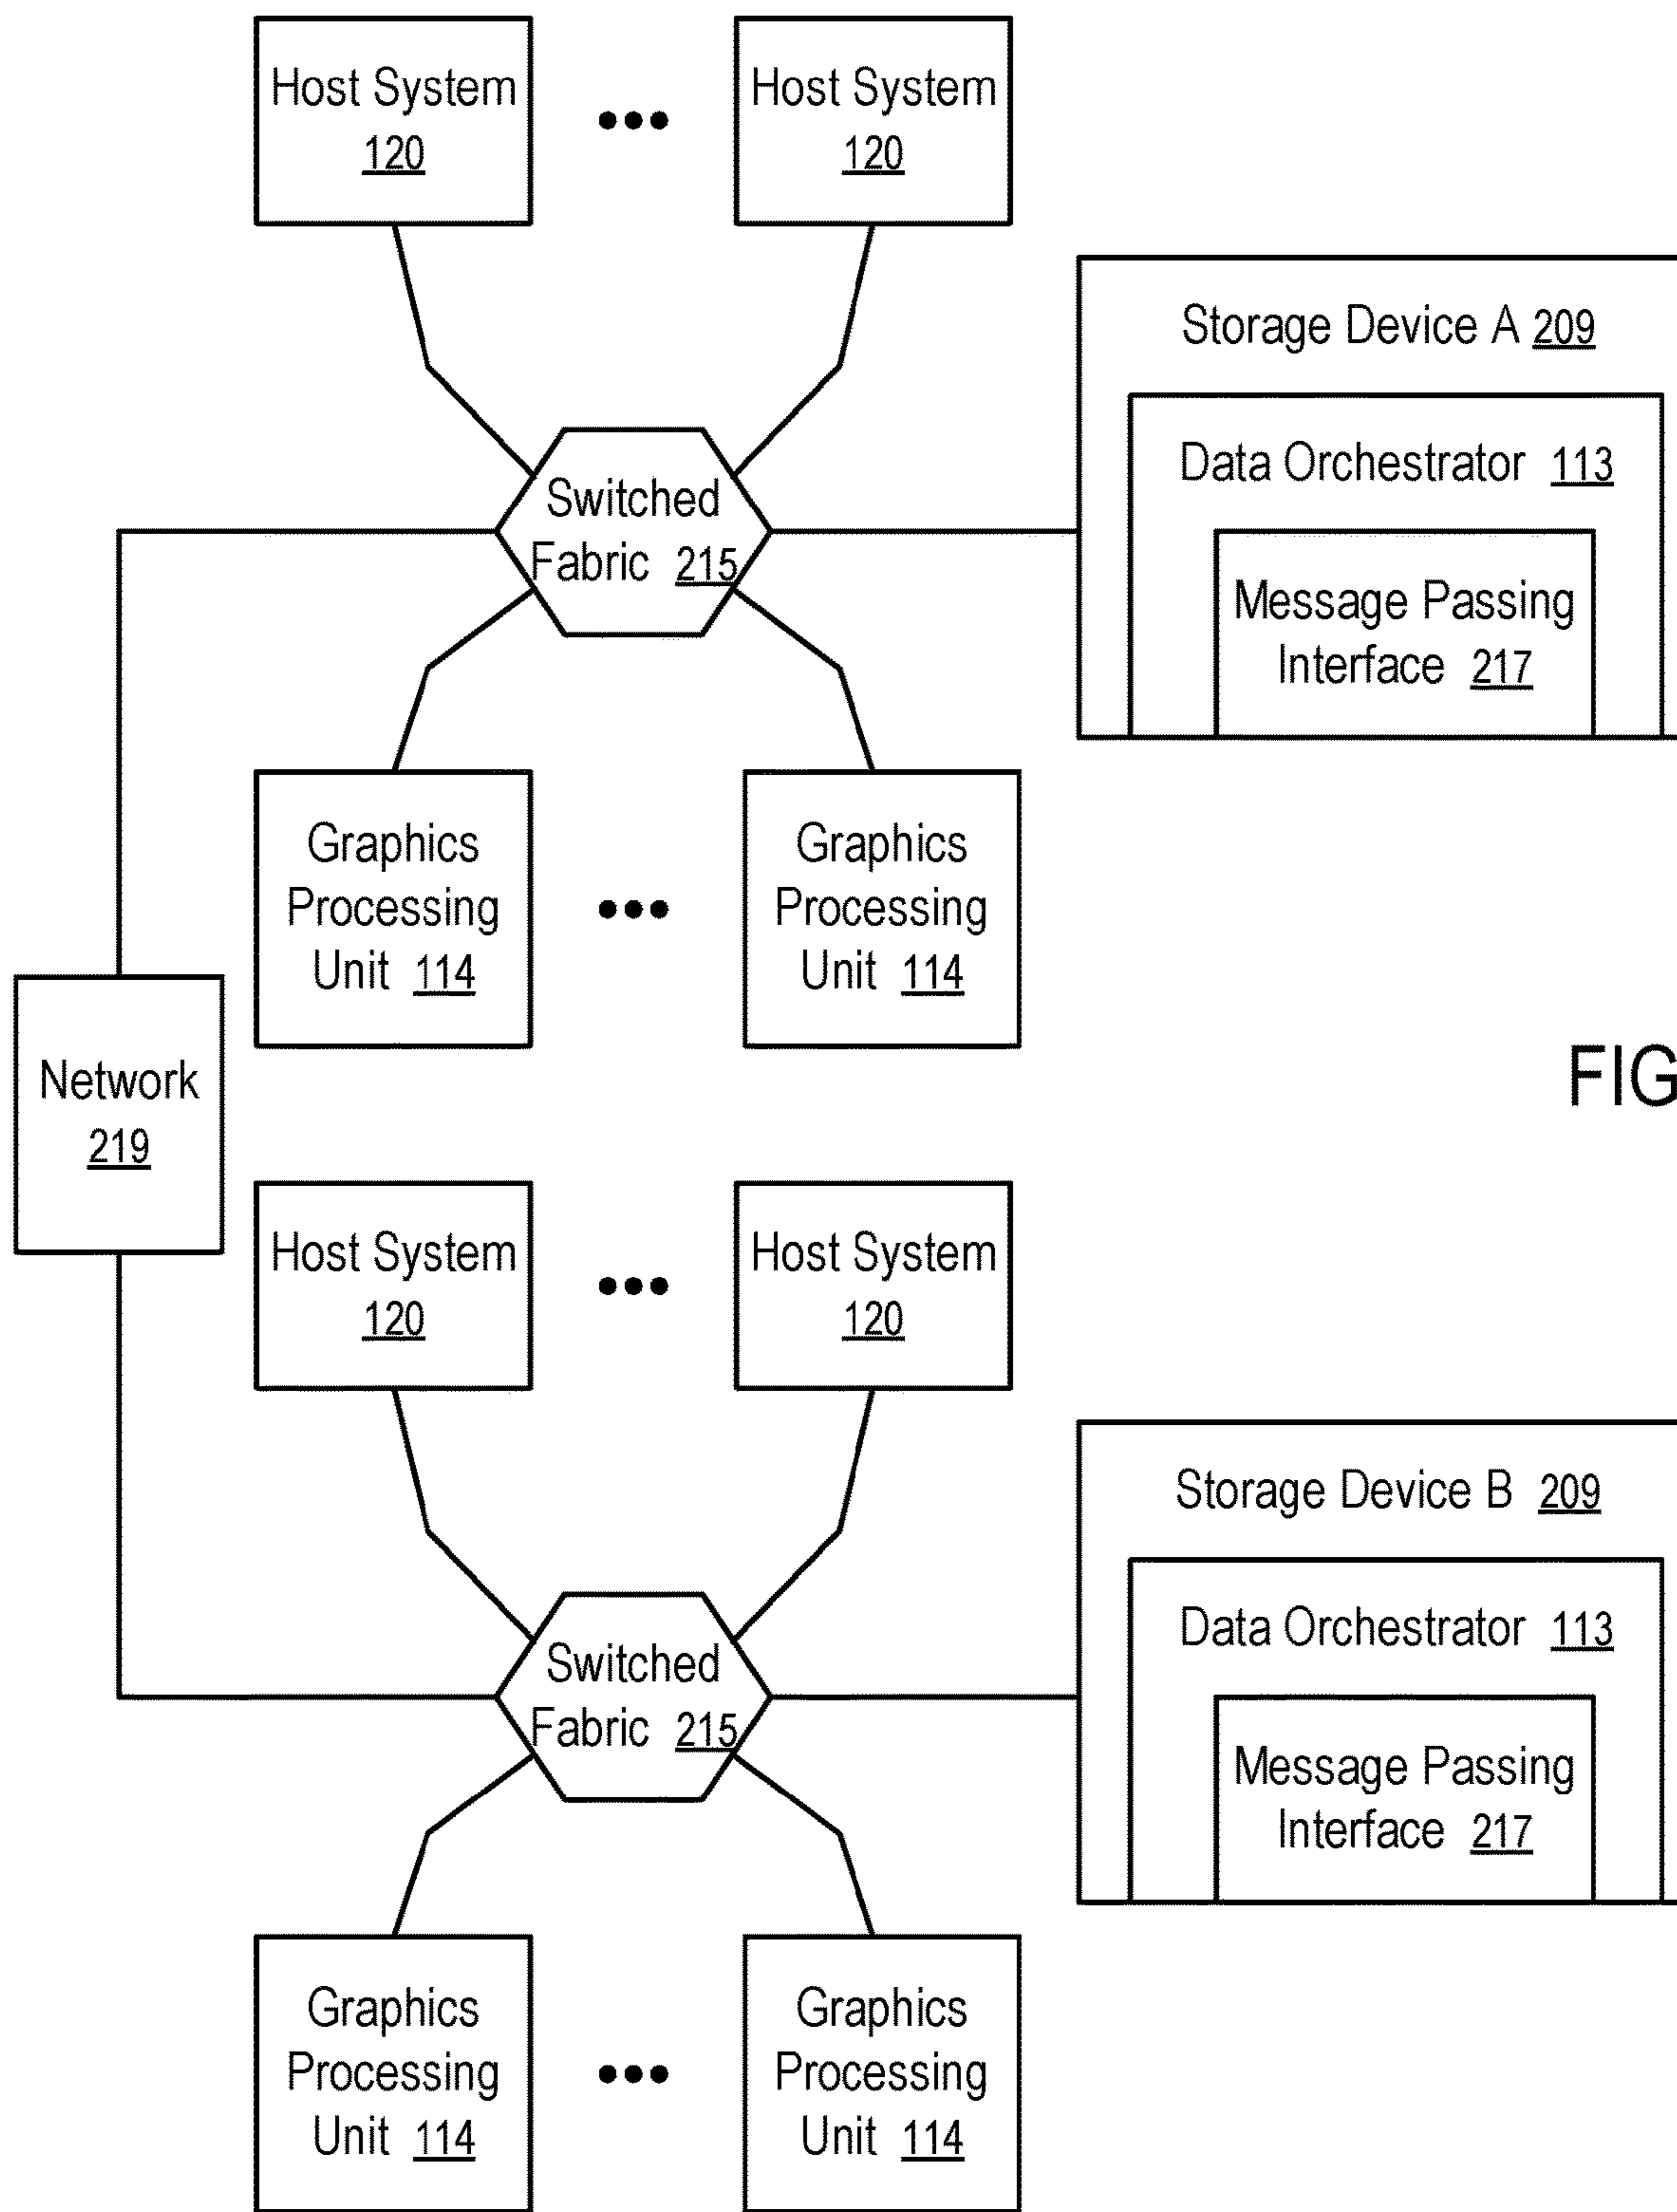 Host System
120
Host System
120
Storage Device A 209
Data Orchestrator 113
Switched
Fabric 215
Message Passing
Interface 217
Graphics
Processing
Unit 114
Graphics
Processing
Unit 114
Network
219
FIG
Host System
120
Host System
120
Storage Device B 209
Data Orchestrator 113
Switched
Fabric 215
Message Passing
Interface 217
Graphics
Processing
Unit 114
Graphics
Processing
Unit 114